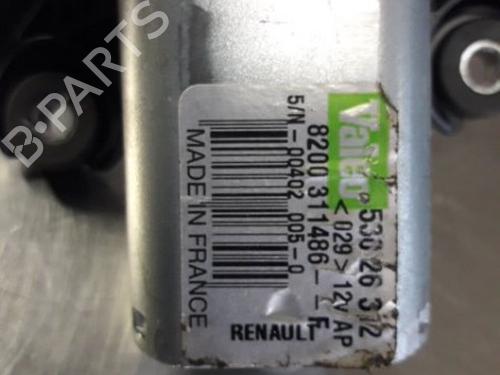 B-PARTS
Valeo
530 26 312
< 029 > 12V AP
8200 311486--F
S/N-00402 005-0
MADE IN FRANCE
RENAULT